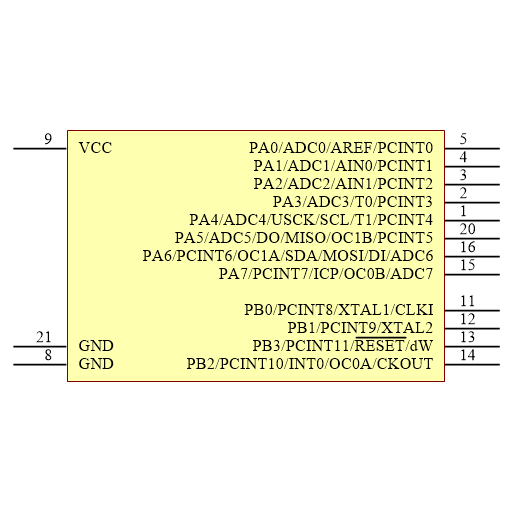 9 VCC PA0/ADC0/AREF/PCINT0 5
PA1/ADC1/AIN0/PCINT1 4
PA2/ADC2/AIN1/PCINT2 3
PA3/ADC3/T0/PCINT3 2
PA4/ADC4/USCK/SCL/T1/PCINT4 1
PA5/ADC5/DO/MISO/OC1B/PCINT5 20
PA6/PCINT6/OC1A/SDA/MOSI/DI/ADC6 16
PA7/PCINT7/ICP/OC0B/ADC7 15
PB0/PCINT8/XTAL1/CLKI 11
PB1/PCINT9/XTAL2 12
21 GND PB3/PCINT11/RESET/dW 13
8 GND PB2/PCINT10/INT0/OC0A/CKOUT 14